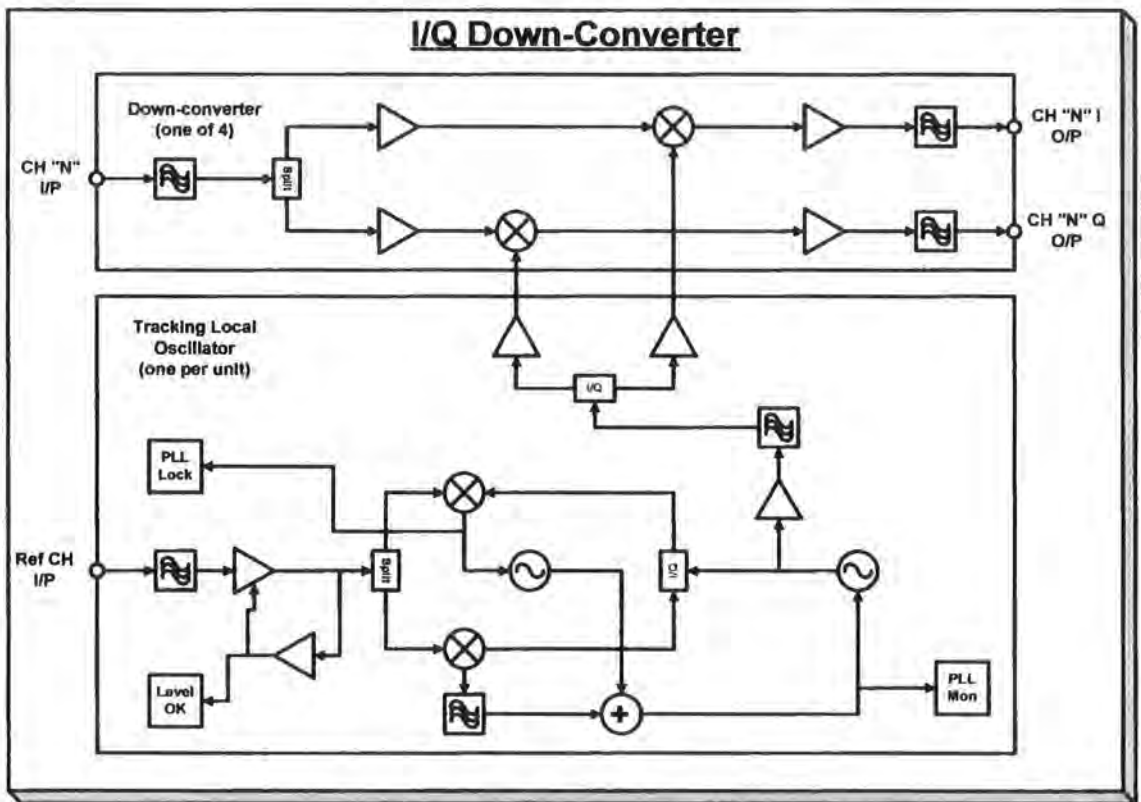 I/Q Down-Converter
Down-converter
(one of 4)
CH "N"
I/P
Split
CH "N" I
O/P
CH "N" Q
O/P
Tracking Local
Oscillator
(one per unit)
I/Q
PLL
Lock
Ref CH
I/P
Split
I/Q
Level
OK
+
PLL
Mon